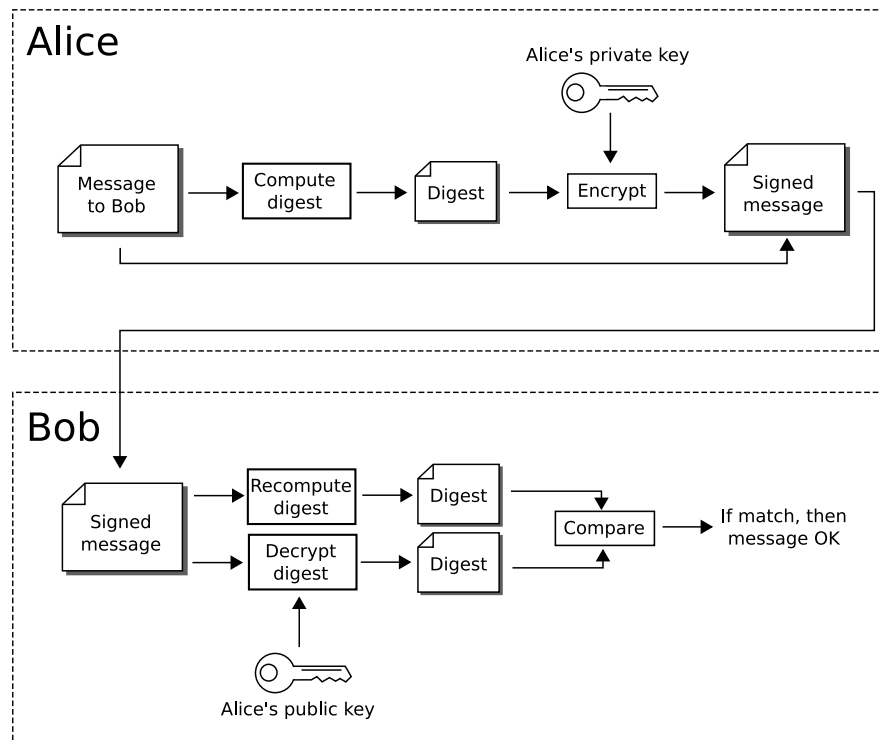 Alice
Alice's private key
Message
to Bob
Compute
digest
Digest
Encrypt
Signed
message
Bob
Signed
message
Recompute
digest
Digest
Decrypt
digest
Digest
Compare
If match, then
message OK
Alice's public key